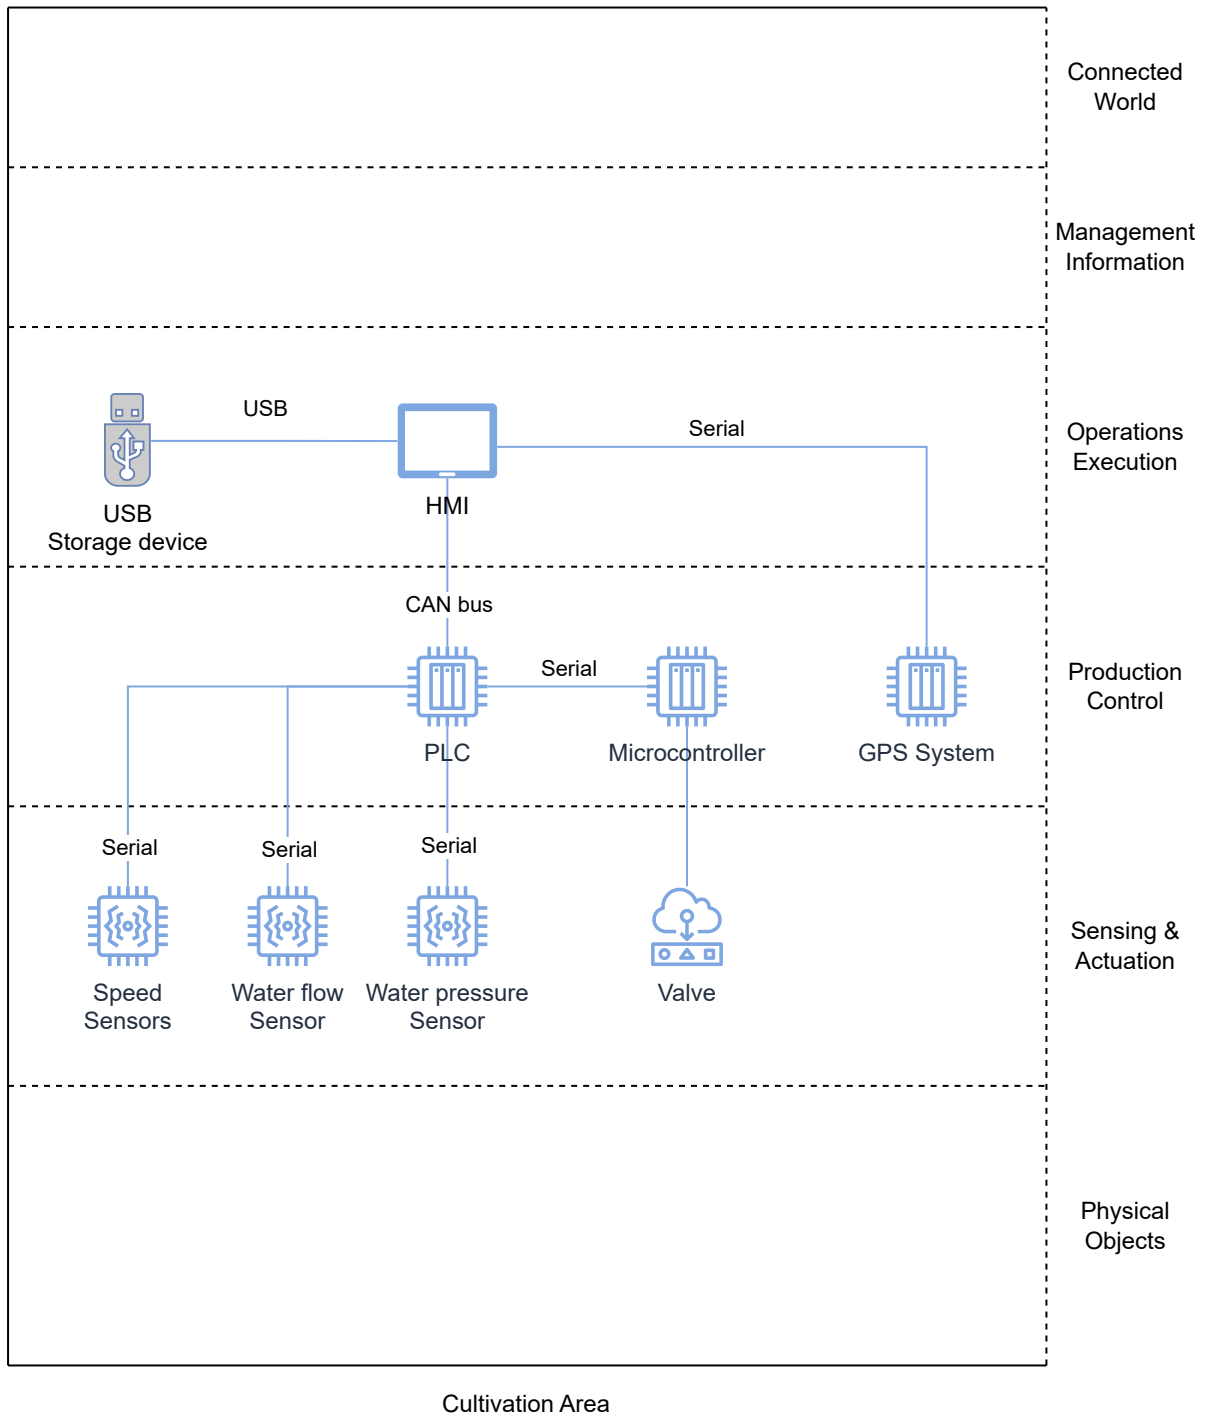 Connected
World
Management
Information
USB
Serial
Operations
Execution
HMI
USB
Storage device
CAN bus
Serial
Production
Control
PLC
Microcontroller
GPS System
Serial
Serial
Serial
Sensing &
Actuation
Speed
Sensors
Water flow
Sensor
Water pressure
Sensor
Valve
Physical
Objects
Cultivation Area